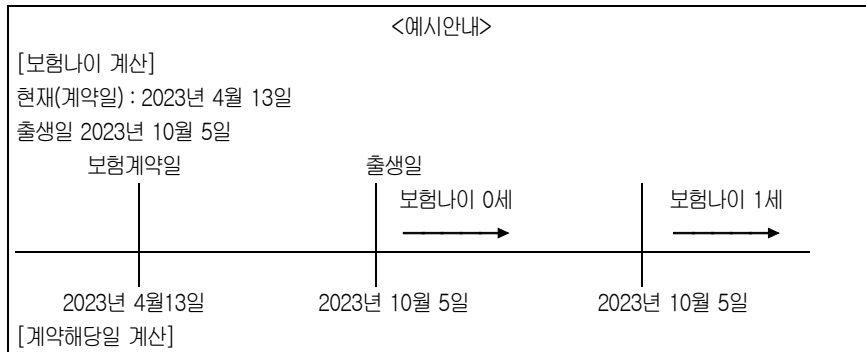 <예시안내>
[보험나이 계산]
현재(계약일) : 2023년 4월 13일
출생일 2023년 10월 5일
보험계약일 출생일
보험나이 0세 보험나이 1세
2023년 4월13일 2023년 10월 5일 2023년 10월 5일
[계약해당일 계산]